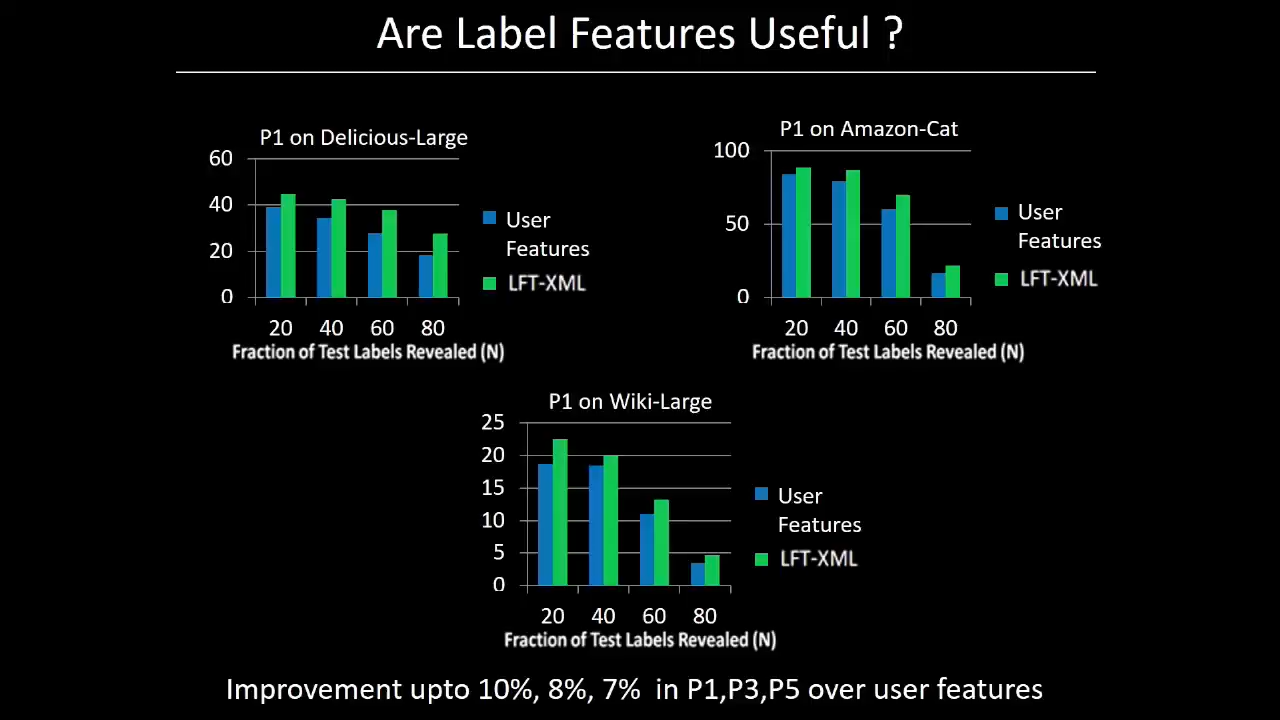 Are Label Features Useful ?
P1 on Delicious-Large
60
40
20
0
20 40 60 80
Fraction of Test Labels Revealed (N)
User
Features
LFT-XML
P1 on Amazon-Cat
100
50
0
20 40 60 80
Fraction of Test Labels Revealed (N)
User
Features
LFT-XML
P1 on Wiki-Large
25
20
15
10
5
0
20 40 60 80
Fraction of Test Labels Revealed (N)
User
Features
LFT-XML
Improvement upto 10%, 8%, 7% in P1,P3,P5 over user features